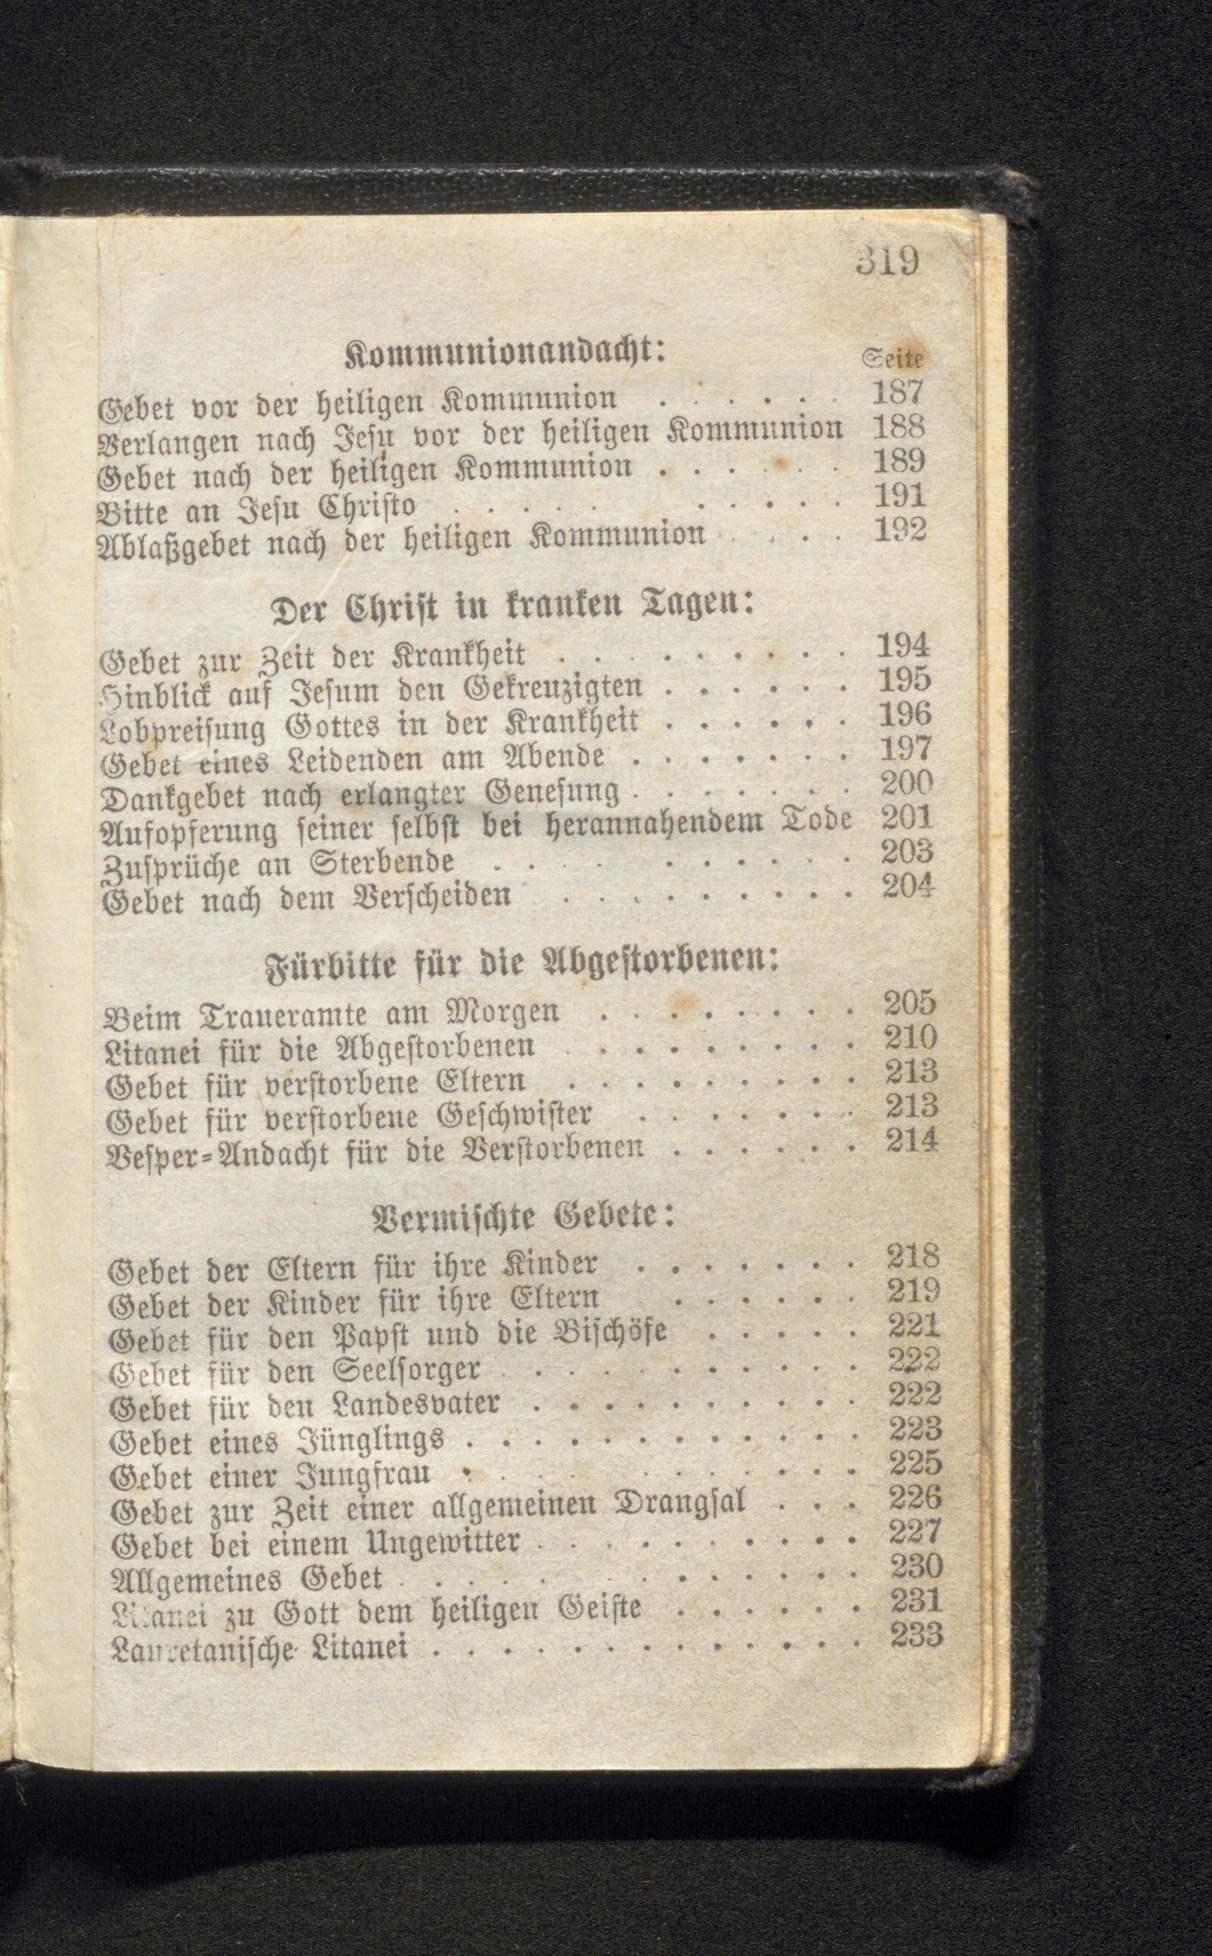 319
Kommunionandacht:
Seite
Gebet vor der heiligen Kommunion . . . . . . 187
Verlangen nach Jesu vor der heiligen Kommunion 188
Gebet nach der heiligen Kommunion . . . . . . 189
Bitte an Jesu Christo . . . . . . . . . . 191
Ablaßgebet nach der heiligen Kommunion . . . . 192
Der Christ in kranken Tagen:
Gebet zur Zeit der Krankheit . . . . . . . . . 194
Hinblick auf Jesum den Gekreuzigten . . . . . . 195
Lobpreisung Gottes in der Krankheit . . . . . . 196
Gebet eines Leidenden am Abende . . . . . . . 197
Dankgebet nach erlangter Genesung . . . . . . . 200
Aufopferung seiner selbst bei herannahendem Tode 201
Zusprüche an Sterbende . . . . . . . . . . 203
Gebet nach dem Verscheiden . . . . . . . . . 204
Fürbitte für die Abgestorbenen:
Beim Traueramte am Morgen . . . . . . . . 205
Litanei für die Abgestorbenen . . . . . . . . . 210
Gebet für verstorbene Eltern . . . . . . . . . 213
Gebet für verstorbene Geschwister . . . . . . . 213
Vesper-Andacht für die Verstorbenen . . . . . . 214
Vermischte Gebete:
Gebet der Eltern für ihre Kinder . . . . . . . 218
Gebet der Kinder für ihre Eltern . . . . . . 219
Gebet für den Papst und die Bischöfe . . . . . 221
Gebet für den Seelsorger . . . . . . . . . . . 222
Gebet für den Landesvater . . . . . . . . . . 222
Gebet eines Jünglings . . . . . . . . . . . . 223
Gebet einer Jungfrau . . . . . . . . . . . . 225
Gebet zur Zeit einer allgemeinen Drangsal . . . 226
Gebet bei einem Ungewitter . . . . . . . . . . 227
Allgemeines Gebet . . . . . . . . . . . . . . 230
Litanei zu Gott dem heiligen Geiste . . . . . . 231
Lauretanische Litanei . . . . . . . . . . . . . 233